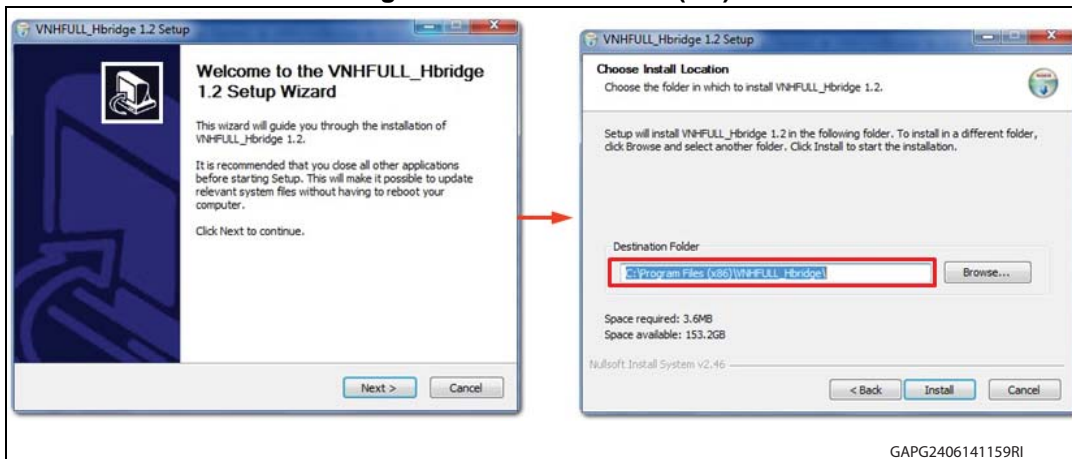 VNHFULL_Hbridge 1.2 Setup
Welcome to the VNHFULL_Hbridge
1.2 Setup Wizard
This wizard will guide you through the installation of
VNHFULL_Hbridge 1.2.
It is recommended that you close all other applications
before starting Setup. This will make it possible to update
relevant system files without having to reboot your
computer.
Click Next to continue.
Next >
Cancel
VNHFULL_Hbridge 1.2 Setup
Choose Install Location
Choose the folder in which to install VNHFULL_Hbridge 1.2.
Setup will install VNHFULL_Hbridge 1.2 in the following folder. To install in a different folder,
click Browse and select another folder. Click Install to start the installation.
Destination Folder
C:\Program Files (x86)\VNHFULL_Hbridge\
Browse...
Space required: 3.6MB
Space available: 153.2GB
Nullsoft Install System v2.46
< Back
Install
Cancel
GAPG2406141159RI